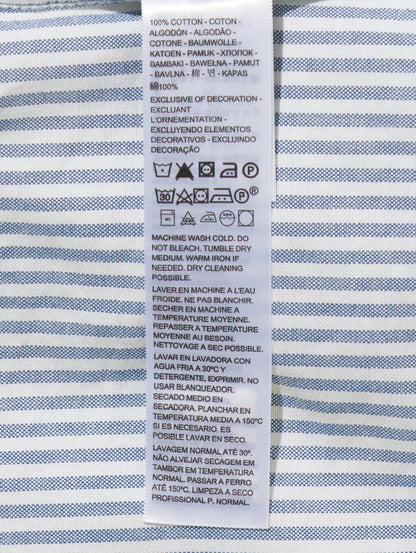 100% COTTON - COTON -
ALGODÓN - ALGODÃO -
COTONE - BAUMWOLLE -
KATOEN - PAMUK - ХЛОПОК -
BAMBAKI - BAWEŁNA - PAMUT
- BAVLNA - 棉 - 면 - KAPAS
綿100%
EXCLUSIVE OF DECORATION -
EXCLUANT
L'ORNEMENTATION -
EXCLUYENDO ELEMENTOS
DECORATIVOS - EXCLUINDO
DECORAÇÃO
P
30 P ®
MACHINE WASH COLD. DO
NOT BLEACH. TUMBLE DRY
MEDIUM. WARM IRON IF
NEEDED. DRY CLEANING
POSSIBLE.
LAVER EN MACHINE A L'EAU
FROIDE. NE PAS BLANCHIR.
SECHER EN MACHINE A
TEMPERATURE MOYENNE.
REPASSER A TEMPERATURE
MOYENNE AU BESOIN.
NETTOYAGE A SEC POSSIBLE.
LAVAR EN LAVADORA CON
AGUA FRIA A 30ºC Y
DETERGENTE, EXPRIMIR. NO
USAR BLANQUEADOR.
SECADO MEDIO EN
SECADORA. PLANCHAR EN
TEMPERATURA MEDIA A 150ºC
SI ES NECESARIO. ES
POSIBLE LAVAR EN SECO.
LAVAGEM NORMAL ATÉ 30º.
NÃO ALVEJAR SECAGEM EM
TAMBOR EM TEMPERATURA
NORMAL. PASSAR A FERRO
ATÉ 150ºC, LIMPEZA A SECO
PROFISSIONAL P, NORMAL.